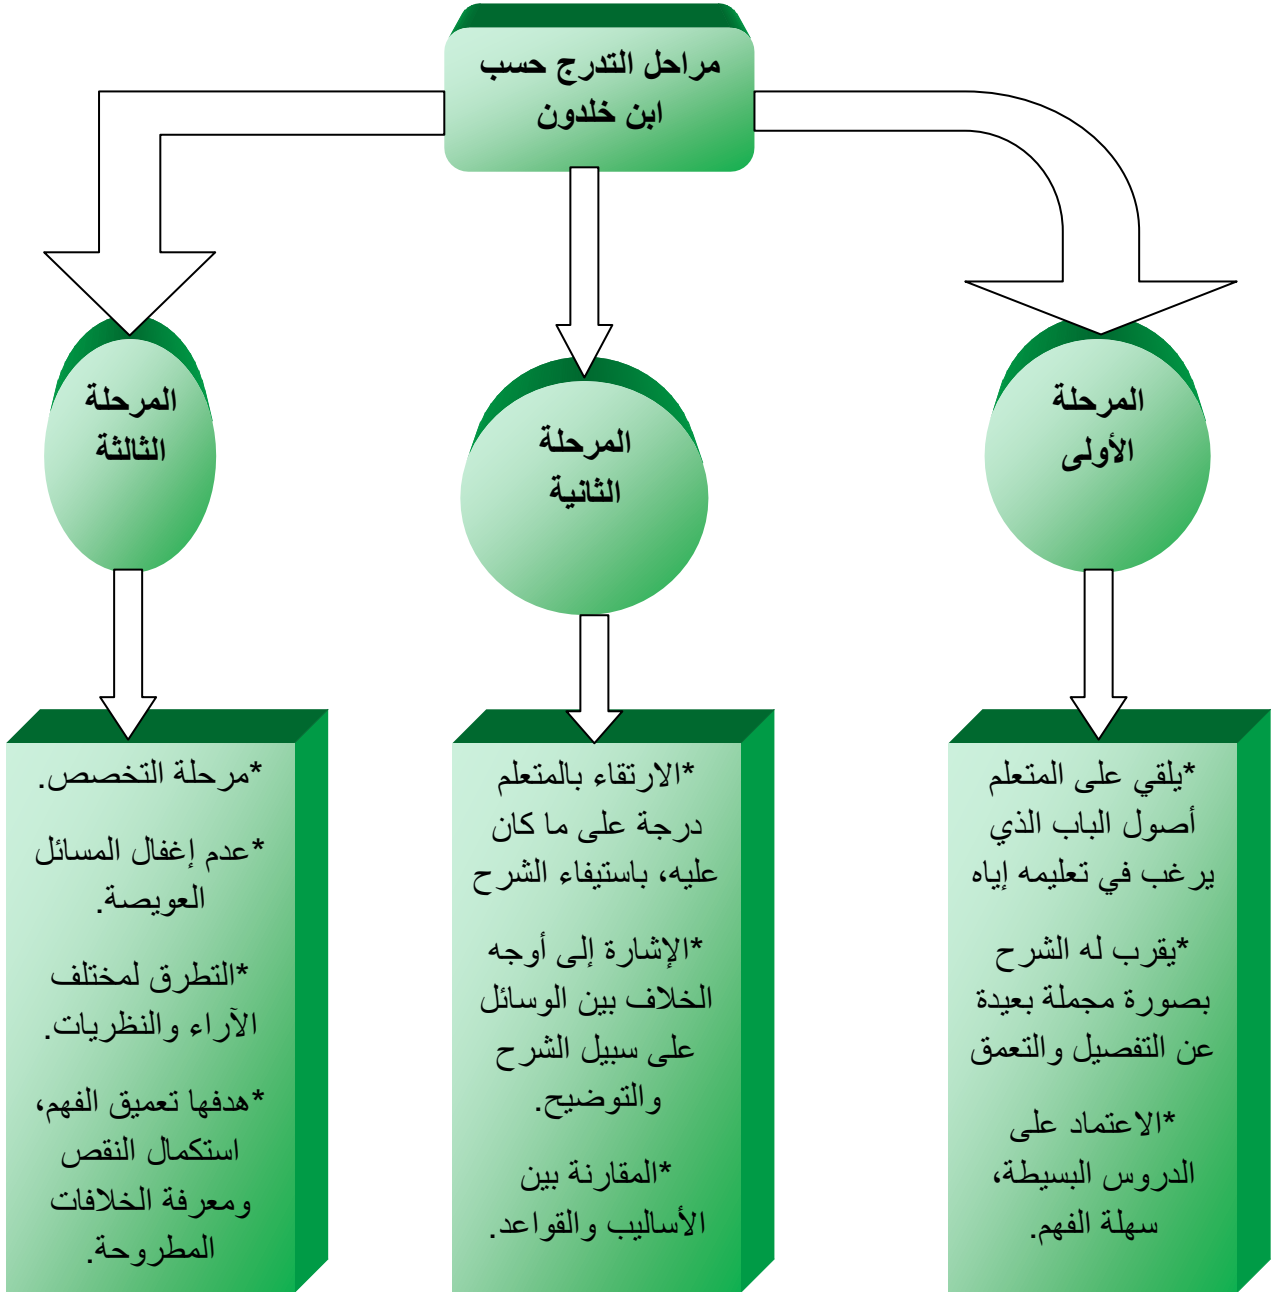 مراحل التدرج حسب
ابن خلدون
المرحلة
الأولى
المرحلة
الثانية
المرحلة
الثالثة
*يلقي على المتعلم
أصول الباب الذي
يرغب في تعليمه إياه
*يقرب له الشرح
بصورة مجملة بعيدة
عن التفصيل والتعمق
*الاعتماد على
الدروس البسيطة،
سهلة الفهم.
*الارتقاء بالمتعلم
درجة على ما كان
عليه، باستيفاء الشرح
*الإشارة إلى أوجه
الخلاف بين الوسائل
على سبيل الشرح
والتوضيح.
*المقارنة بين
الأساليب والقواعد.
*مرحلة التخصص.
*عدم إغفال المسائل
العويصة.
*التطرق لمختلف
الآراء والنظريات.
*هدفها تعميق الفهم،
استكمال النقص
ومعرفة الخلافات
المطروحة.